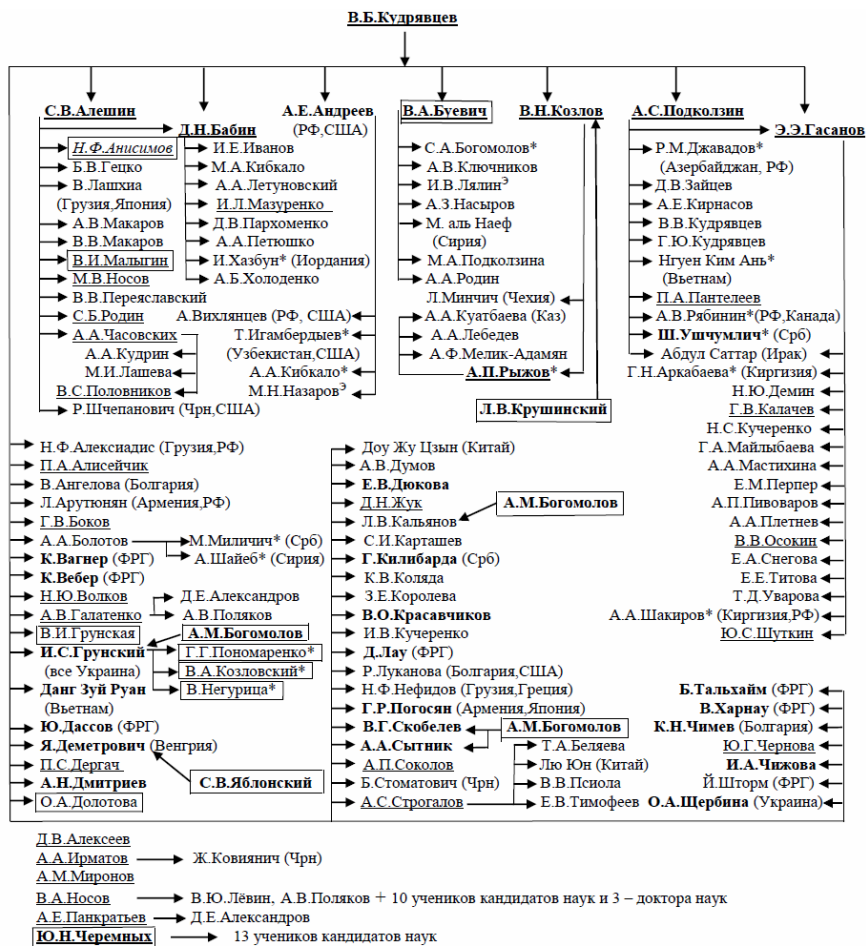 В.Б.Кудрявцев
С.В.Алешин
Д.Н.Бабин
А.Е.Андреев
(РФ,США)
В.А.Буевич
В.Н.Козлов
А.С.Подколзин
Э.Э.Гасанов
Н.Ф.Анисимов
Б.В.Гецко
В.Лашхиа
(Грузия,Япония)
А.В.Макаров
В.В.Макаров
В.И.Малыгин
М.В.Носов
В.В.Переяславский
С.Б.Родин
А.А.Часовских
А.А.Кудрин
М.И.Лашева
В.С.Половников
Р.Шчепанович (Чрн,США)
И.Е.Иванов
М.А.Кибкало
А.А.Летуновский
И.Л.Мазуренко
Д.В.Пархоменко
А.А.Петюшко
И.Хазбун* (Иордания)
А.Б.Холоденко
А.Вихлянцев (РФ, США)
Т.Игамбердыев*
(Узбекистан,США)
А.А.Кибкало*
М.Н.Назаровᴲ
С.А.Богомолов*
А.В.Ключников
И.В.Лялинᴲ
А.З.Насыров
М. аль Наеф
(Сирия)
М.А.Подколзина
А.А.Родин
Л.Минчич (Чехия)
А.А.Куатбаева (Каз)
А.А.Лебедев
А.Ф.Мелик-Адамян
А.П.Рыжов*
Л.В.Крушинский
Р.М.Джавадов*
(Азербайджан, РФ)
Д.В.Зайцев
А.Е.Кирнасов
В.В.Кудрявцев
Г.Ю.Кудрявцев
Нгуен Ким Ань*
(Вьетнам)
П.А.Пантелеев
А.В.Рябинин*(РФ,Канада)
Ш.Ушчумлич* (Срб)
Абдул Саттар (Ирак)
Г.Н.Аркабаева* (Киргизия)
Н.Ю.Демин
Г.В.Калачев
Н.С.Кучеренко
Г.А.Майлыбаева
А.А.Мастихина
Е.М.Перпер
А.П.Пивоваров
А.А.Плетнев
В.В.Осокин
Е.А.Снегова
Е.Е.Титова
Т.Д.Уварова
А.А.Шакиров* (Киргизия,РФ)
Ю.С.Шуткин
Н.Ф.Алексиадис (Грузия,РФ)
П.А.Алисейчик
В.Ангелова (Болгария)
Л.Арутюнян (Армения,РФ)
Г.В.Боков
А.А.Болотов
М.Миличич* (Срб)
А.Шайеб* (Сирия)
К.Вагнер (ФРГ)
К.Вебер (ФРГ)
Н.Ю.Волков
Д.Е.Александров
А.В.Галатенко
А.В.Поляков
В.И.Грунская
А.М.Богомолов
И.С.Грунский
(все Украина)
Г.Г.Пономаренко*
В.А.Козловский*
В.Негурица*
Данг Зуй Руан
(Вьетнам)
Ю.Дассов (ФРГ)
Я.Деметрович (Венгрия)
П.С.Дергач
С.В.Яблонский
А.Н.Дмитриев
О.А.Долотова
Доу Жу Цзын (Китай)
А.В.Думов
Е.В.Дюкова
Д.Н.Жук
А.М.Богомолов
Л.В.Кальянов
С.И.Карташев
Г.Килибарда (Срб)
К.В.Коляда
З.Е.Королева
В.О.Красавчиков
И.В.Кучеренко
Д.Лау (ФРГ)
Р.Луканова (Болгария,США)
Н.Ф.Нефидов (Грузия,Греция)
Г.Р.Погосян (Армения,Япония)
В.Г.Скобелев
А.М.Богомолов
А.А.Сытник
Т.А.Беляева
А.П.Соколов
Лю Юн (Китай)
Б.Стоматович (Чрн)
В.В.Псиола
А.С.Строгалов
Е.В.Тимофеев
Б.Тальхайм (ФРГ)
В.Харнау (ФРГ)
К.Н.Чимев (Болгария)
Ю.Г.Чернова
И.А.Чижова
Й.Шторм (ФРГ)
О.А.Щербина (Украина)
Д.В.Алексеев
А.А.Ирматов
Ж.Ковиянич (Чрн)
А.М.Миронов
В.А.Носов
В.Ю.Лёвин, А.В.Поляков + 10 учеников кандидатов наук и 3 – доктора наук
А.Е.Панкратьев
Д.Е.Александров
Ю.Н.Черемных
13 учеников кандидатов наук